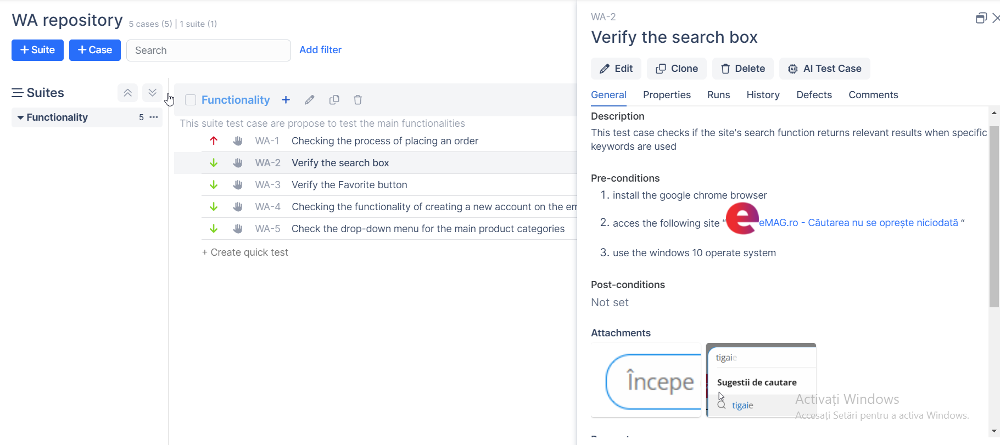 WA repository 5 cases (5) | 1 suite (1)
+ Suite
+ Case
Search
Add filter
Suites
Functionality 5
Functionality
This suite test case are propose to test the main functionalities
WA-1 Checking the process of placing an order
WA-2 Verify the search box
WA-3 Verify the Favorite button
WA-4 Checking the functionality of creating a new account on the
WA-5 Check the drop-down menu for the main product categories
+ Create quick test
WA-2
Verify the search box
Edit
Clone
Delete
AI Test Case
General
Properties
Runs
History
Defects
Comments
Description
This test case checks if the site's search function returns relevant results when specific
keywords are used
Pre-conditions
1. install the google chrome browser
2. acces the following site “ eMAG.ro - Căutarea nu se oprește niciodată “
3. use the windows 10 operate system
Post-conditions
Not set
Attachments
Începe
tigaie
Sugestii de cautare
tigaie
Activați Windows
Accesați Setări pentru a activa Windows.